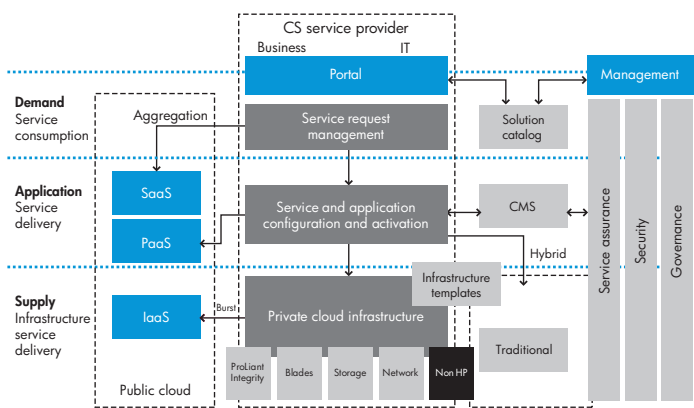 CS service provider
Business
IT
Portal
Management
Demand
Service
consumption
Aggregation
Service request
management
Solution
catalog
Application
Service
delivery
SaaS
PaaS
Service and application
configuration and activation
CMS
Hybrid
Service assurance
Security
Governance
Supply
Infrastructure
service
delivery
IaaS
Burst
Private cloud infrastructure
Infrastructure
templates
Traditional
ProLiant
Integrity
Blades
Storage
Network
Non HP
Public cloud